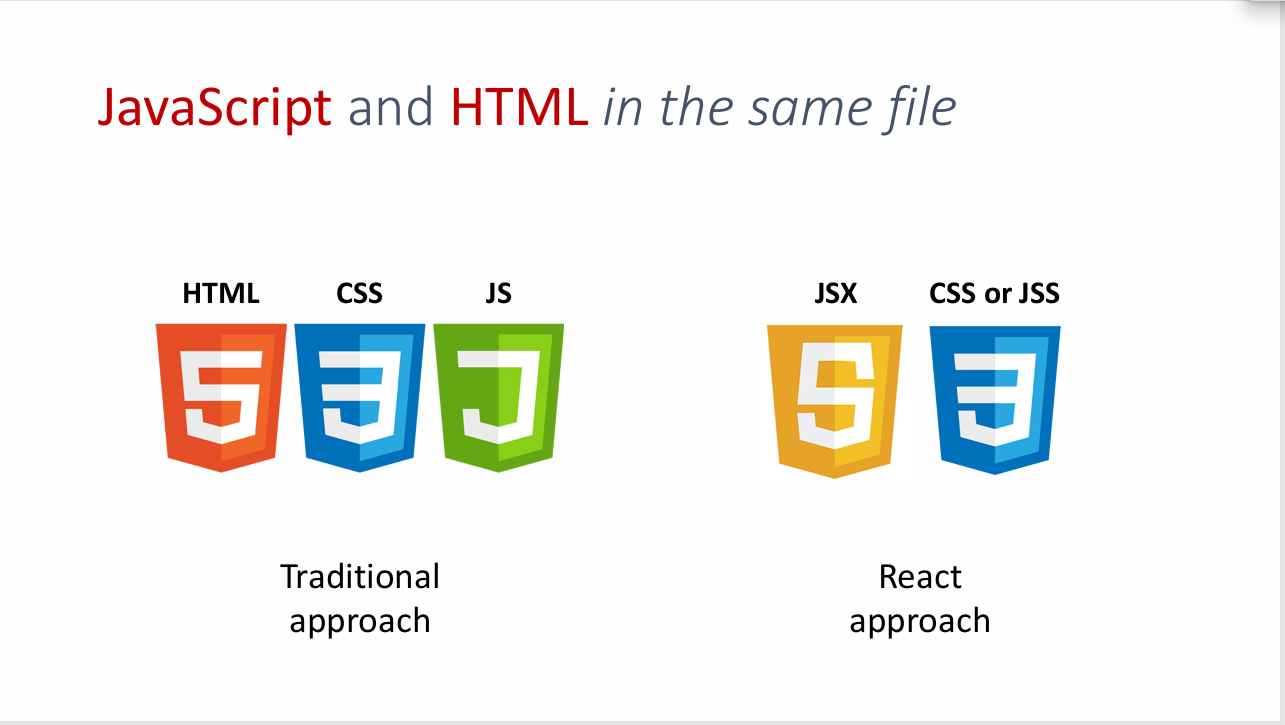 JavaScript and HTML in the same file
HTML CSS JS
JSX CSS or JSS
Traditional
approach
React
approach